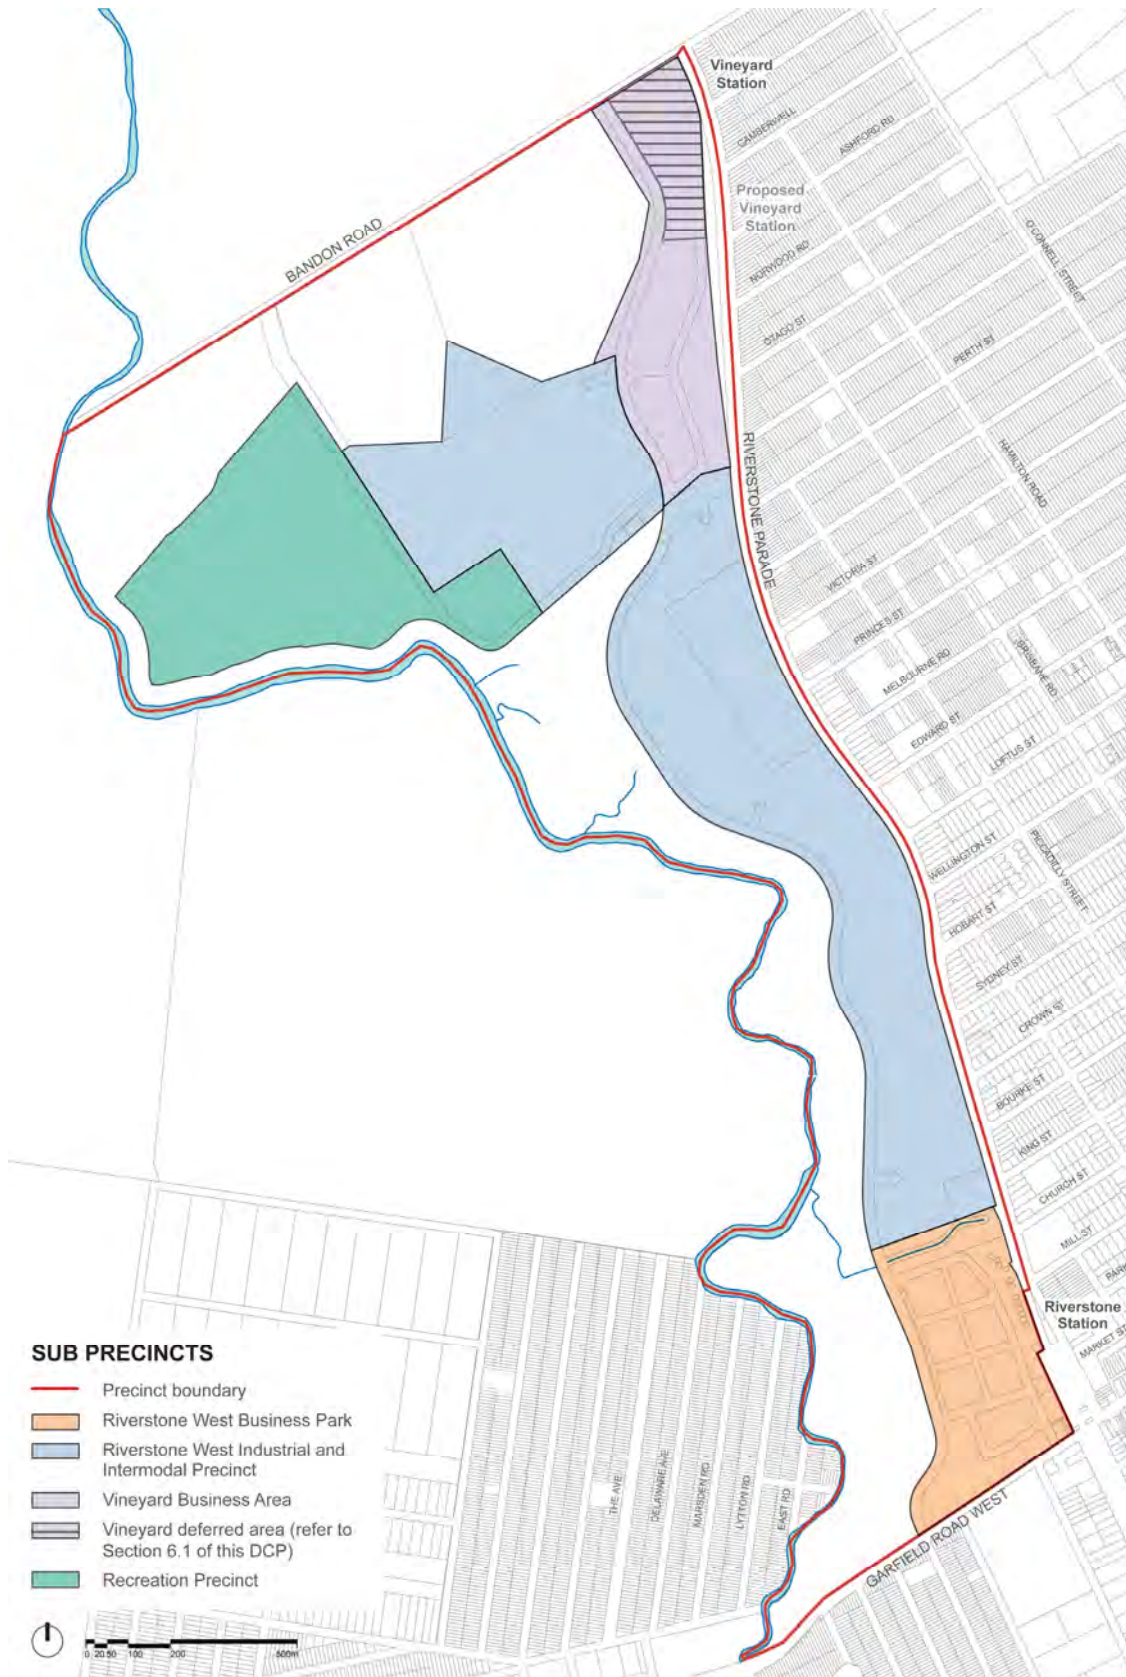 Vineyard
Station
CAMBERWELL
ASHFORD RD
Proposed
Vineyard
Station
O'CONNELL STREET
BANDON ROAD
NORWOOD RD
OTAGO ST
PERTH ST
HAMILTON ROAD
RIVERSTONE PARADE
VICTORIA ST
PRINCES ST
BRISBANE RD
MELBOURNE RD
EDWARD ST
LOFTUS ST
PICCADILLY STREET
WELLINGTON ST
HOBART ST
SYDNEY ST
CROWN ST
BOURKE ST
KING ST
CHURCH ST
MILL ST
PARK
Riverstone
Station
MARKET ST
THE AVE
DELAWARE AVE
MARSDEN RD
LYTTON RD
EAST RD
GARFIELD ROAD WEST
SUB PRECINCTS
Precinct boundary
Riverstone West Business Park
Riverstone West Industrial and
Intermodal Precinct
Vineyard Business Area
Vineyard deferred area (refer to
Section 6.1 of this DCP)
Recreation Precinct
0 20 50 100 200 500m